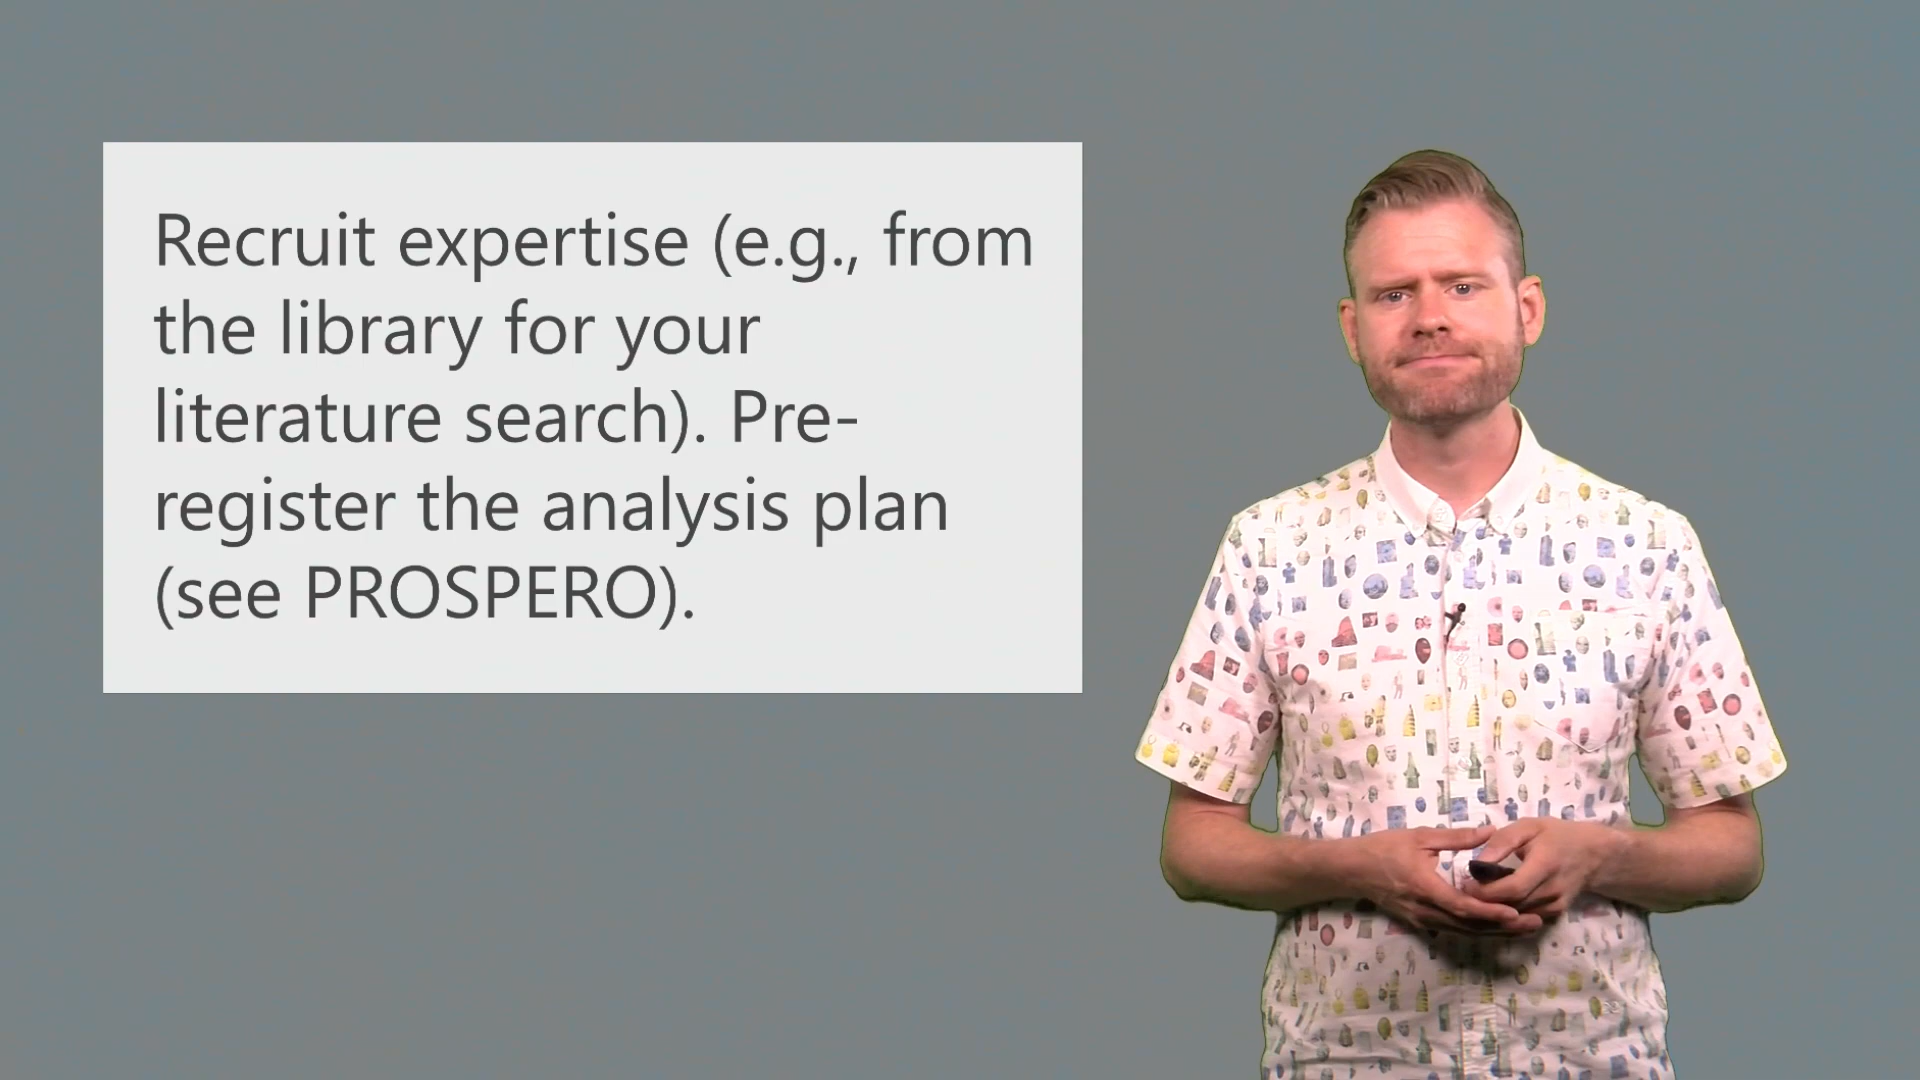 Recruit expertise (e.g., from
the library for your
literature search). Pre-
register the analysis plan
(see PROSPERO).